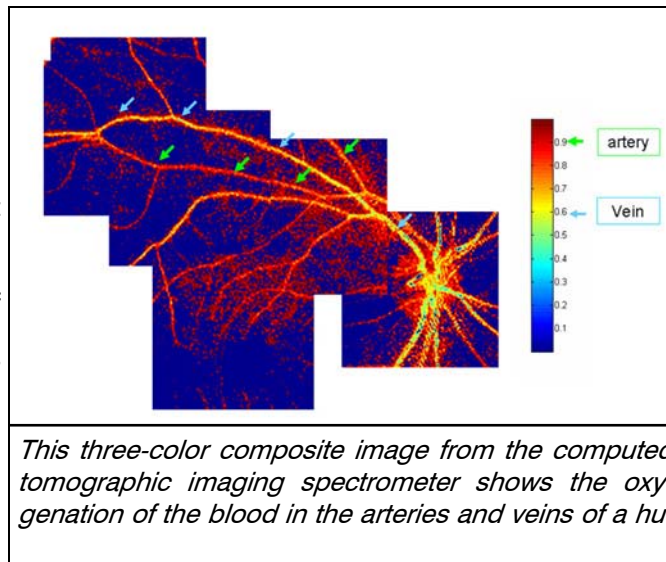 0.9
artery
0.8
0.7
0.6
Vein
0.5
0.4
0.3
0.2
0.1
This three-color composite image from the computed
tomographic imaging spectrometer shows the oxy-
genation of the blood in the arteries and veins of a hu